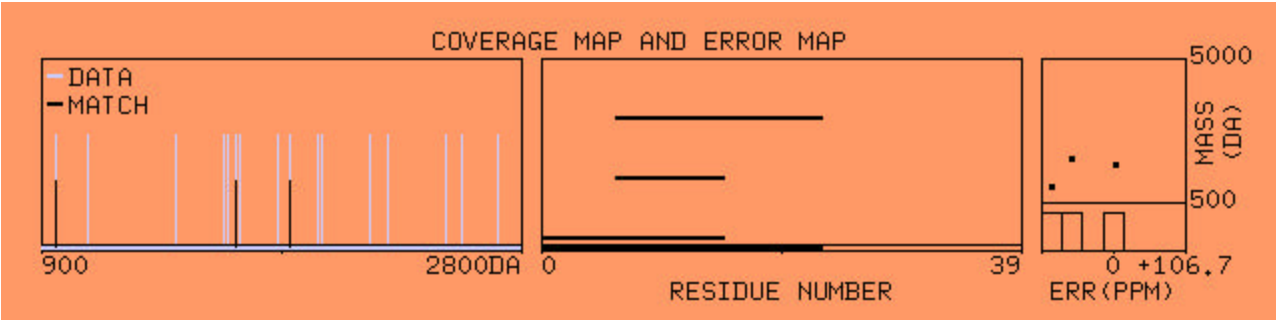 COVERAGE MAP AND ERROR MAP
DATA
MATCH
900
2800DA
0
39
RESIDUE NUMBER
5000
MASS
(DA)
500
0 +106.7
ERR(PPM)